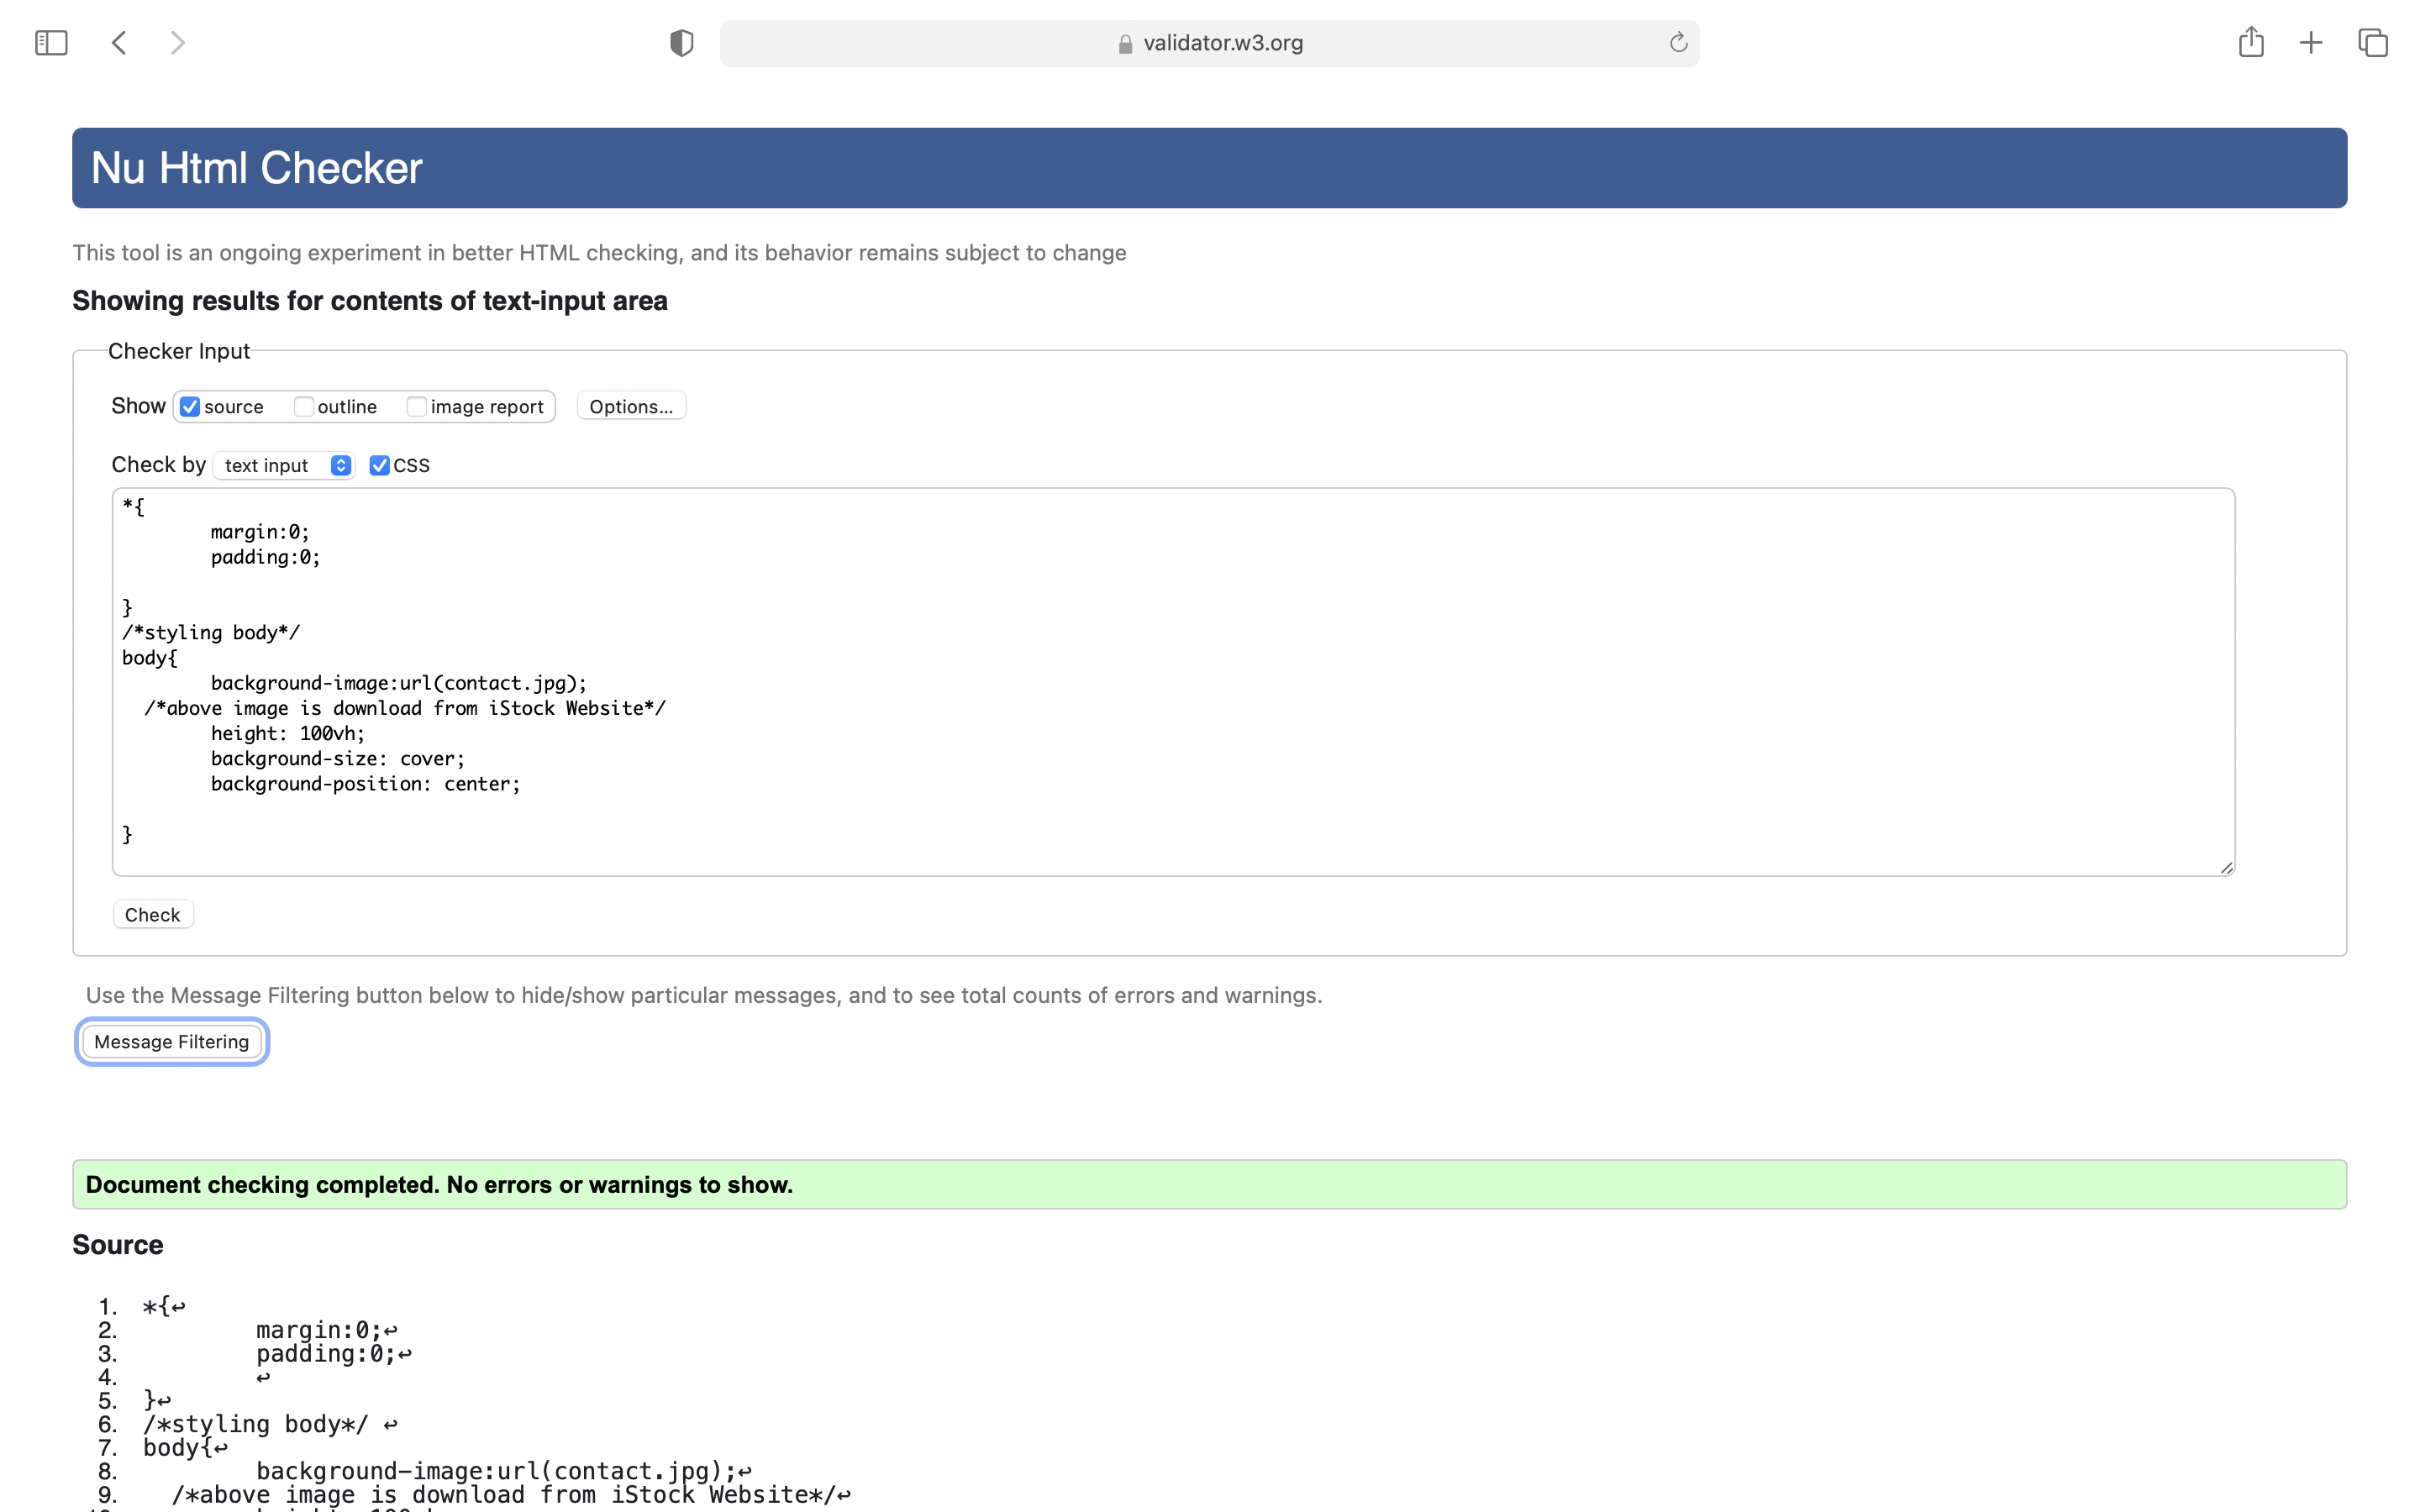 validator.w3.org
Nu Html Checker
This tool is an ongoing experiment in better HTML checking, and its behavior remains subject to change
Showing results for contents of text-input area
Checker Input
Show source outline image report Options...
Check by text input CSS
*{
margin:0;
padding:0;
}
/*styling body*/
body{
background-image:url(contact.jpg);
/*above image is download from iStock Website*/
height: 100vh;
background-size: cover;
background-position: center;
}
Check
Use the Message Filtering button below to hide/show particular messages, and to see total counts of errors and warnings.
Message Filtering
Document checking completed. No errors or warnings to show.
Source
1. *{↩
2. margin:0;↩
3. padding:0;↩
4. ↩
5. }↩
6. /*styling body*/ ↩
7. body{↩
8. background-image:url(contact.jpg);↩
9. /*above image is download from iStock Website*/↩